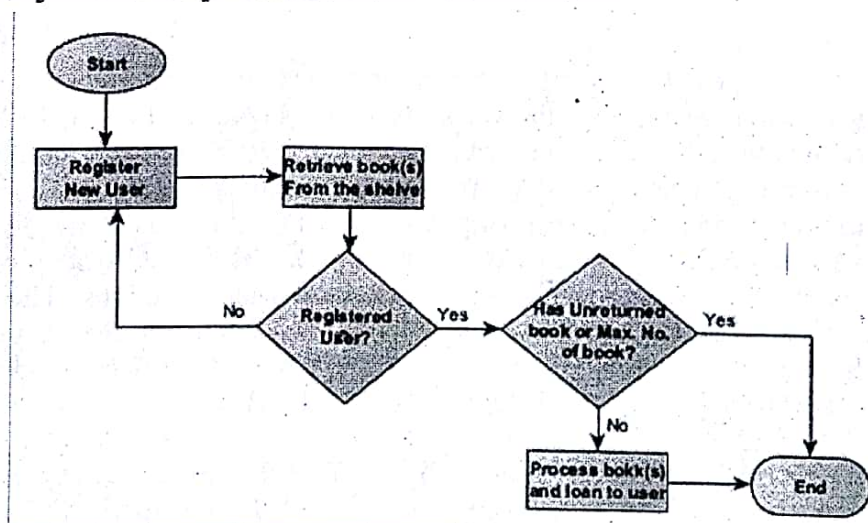 Start
Register
New User
Retrieve book(s)
From the shelve
Registered
User?
No
Yes
Has Unreturned
book or Max. No.
of book?
Yes
No
Process bokk(s)
and loan to user
End